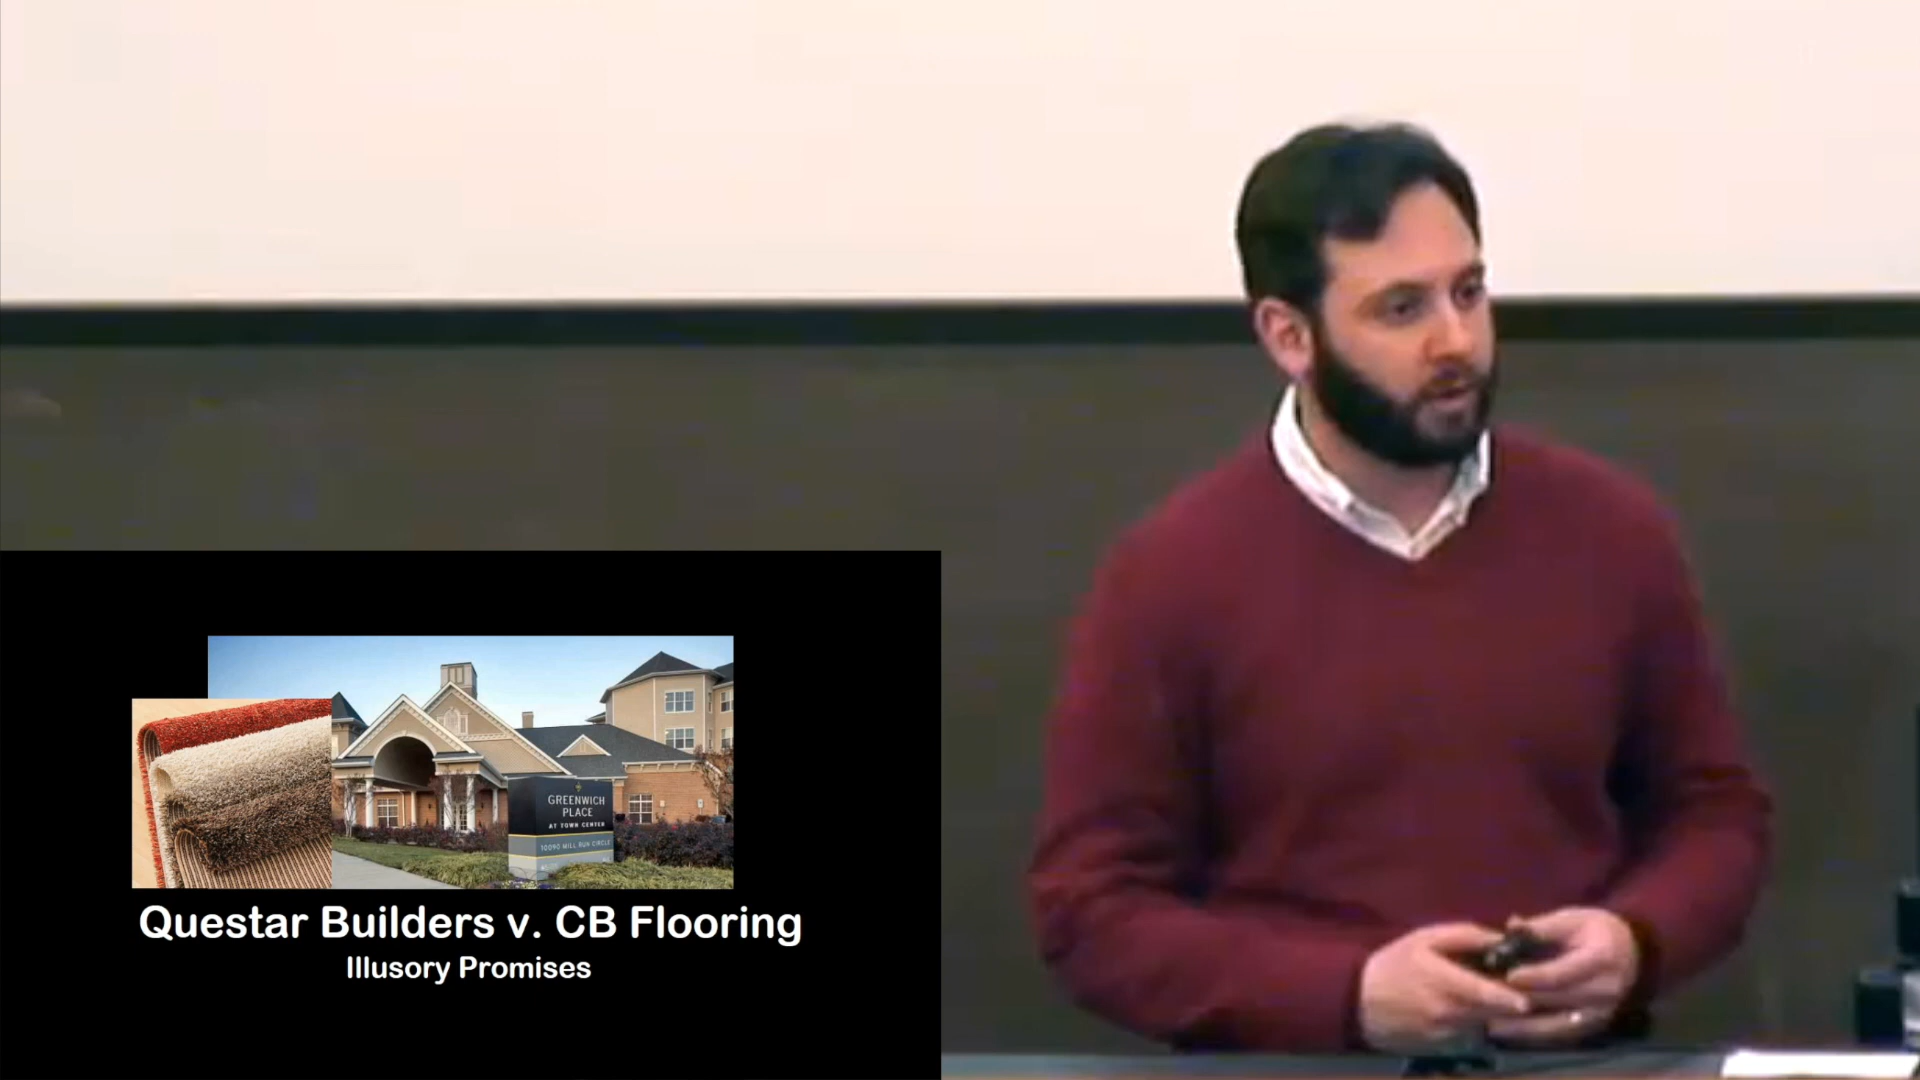 GREENWICH
PLACE
AT TOWN CENTER
10090 MILL RUN CIRCLE
Questar Builders v. CB Flooring
Illusory Promises